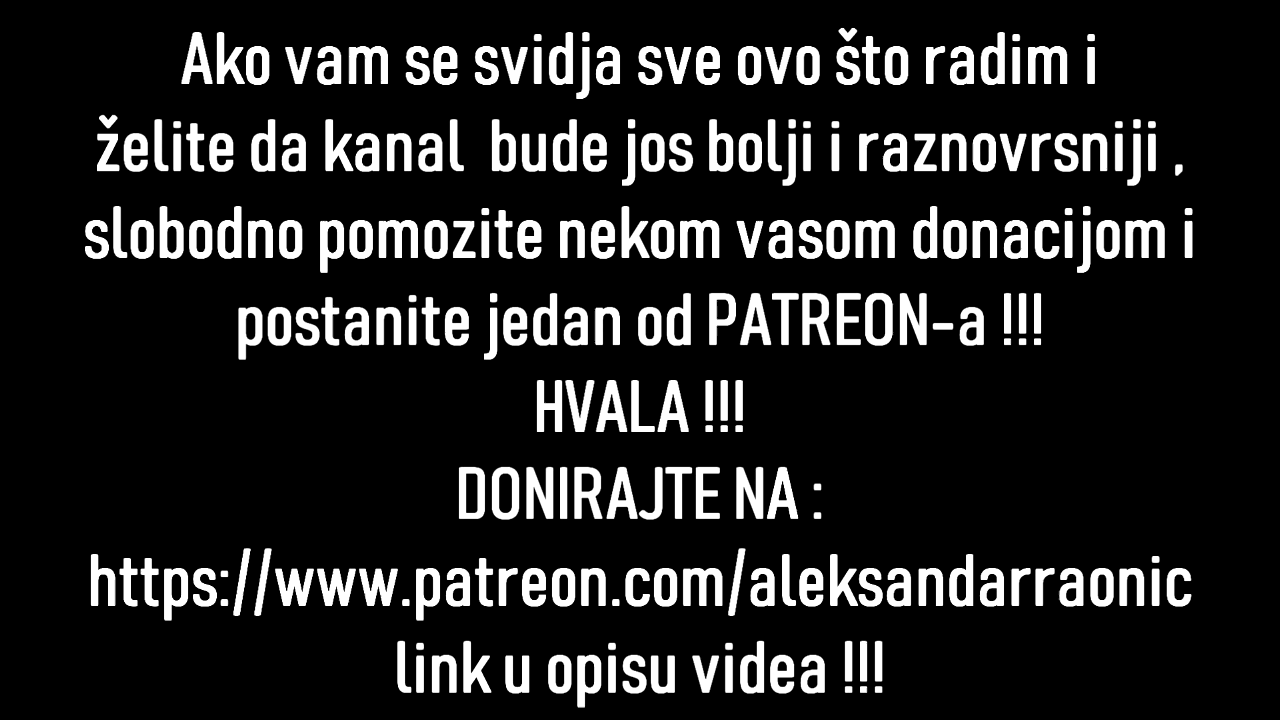 Ako vam se svidja sve ovo što radim i
želite da kanal bude jos bolji i raznovrsniji ,
slobodno pomozite nekom vasom donacijom i
postanite jedan od PATREON-a !!!
HVALA !!!
DONIRAJTE NA :
https://www.patreon.com/aleksandarraonic
link u opisu videa !!!